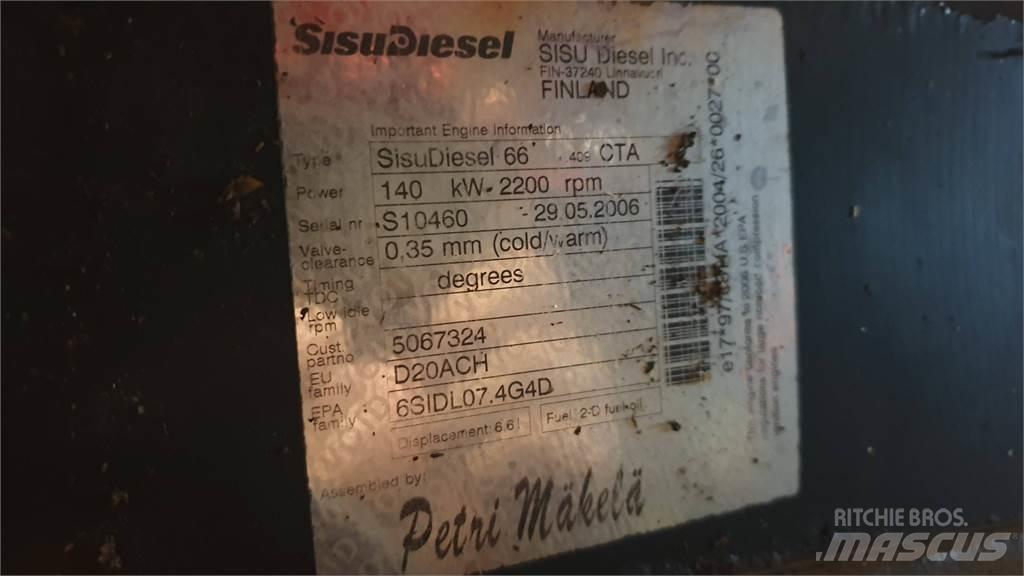 SisuDiesel
Manufacturer
SISU Diesel Inc.
FIN-37240 Linnavuori
FINLAND
Important Engine Information
Type SisuDiesel 66 .409 CTA
Power 140 kW- 2200 rpm
Serial nr S10460 - 29.05.2006
Valve-clearance 0,35 mm (cold/warm)
Timing TDC degrees
Low idle rpm
Cust. partno 5067324
EU family D20ACH
EPA family 6SIDL07.4G4D
Displacement: 6.6 l Fuel: 2-D fuel oil
Assembled by:
Petri Mäkelä
2004/26*0027*00
RITCHIE BROS.
MASCUS